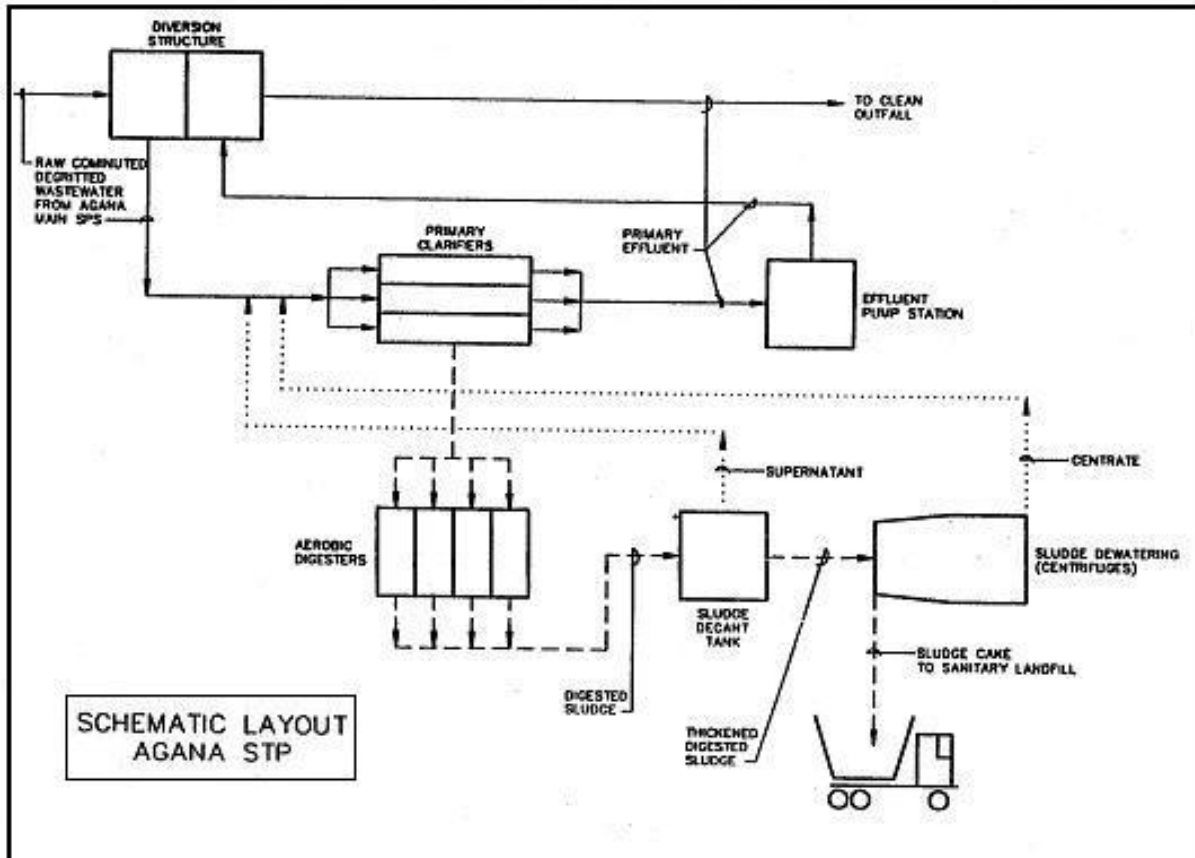 DIVERSION
STRUCTURE
TO CLEAN
OUTFALL
RAW COMINUTED
DEGRITTED
WASTEWATER
FROM AGANA
MAIN SPS
PRIMARY
CLARIFIERS
PRIMARY
EFFLUENT
EFFLUENT
PUMP STATION
SUPERNATANT
CENTRATE
AEROBIC
DIGESTERS
SLUDGE DEWATERING
(CENTRIFUGES)
SLUDGE
DECANT
TANK
SLUDGE CAKE
TO SANITARY LANDFILL
DIGESTED
SLUDGE
THICKENED
DIGESTED
SLUDGE
SCHEMATIC LAYOUT
AGANA STP